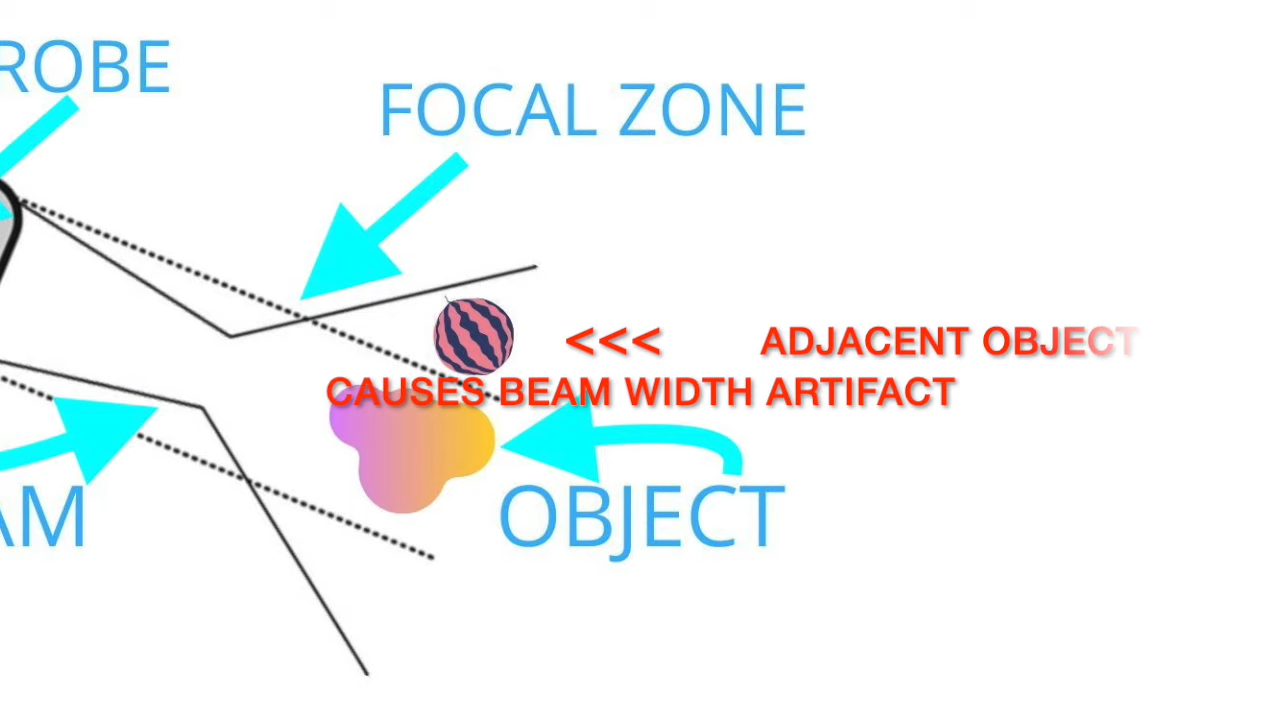 ROBE
FOCAL ZONE
<<< ADJACENT OBJECT
CAUSES BEAM WIDTH ARTIFACT
AM
OBJECT